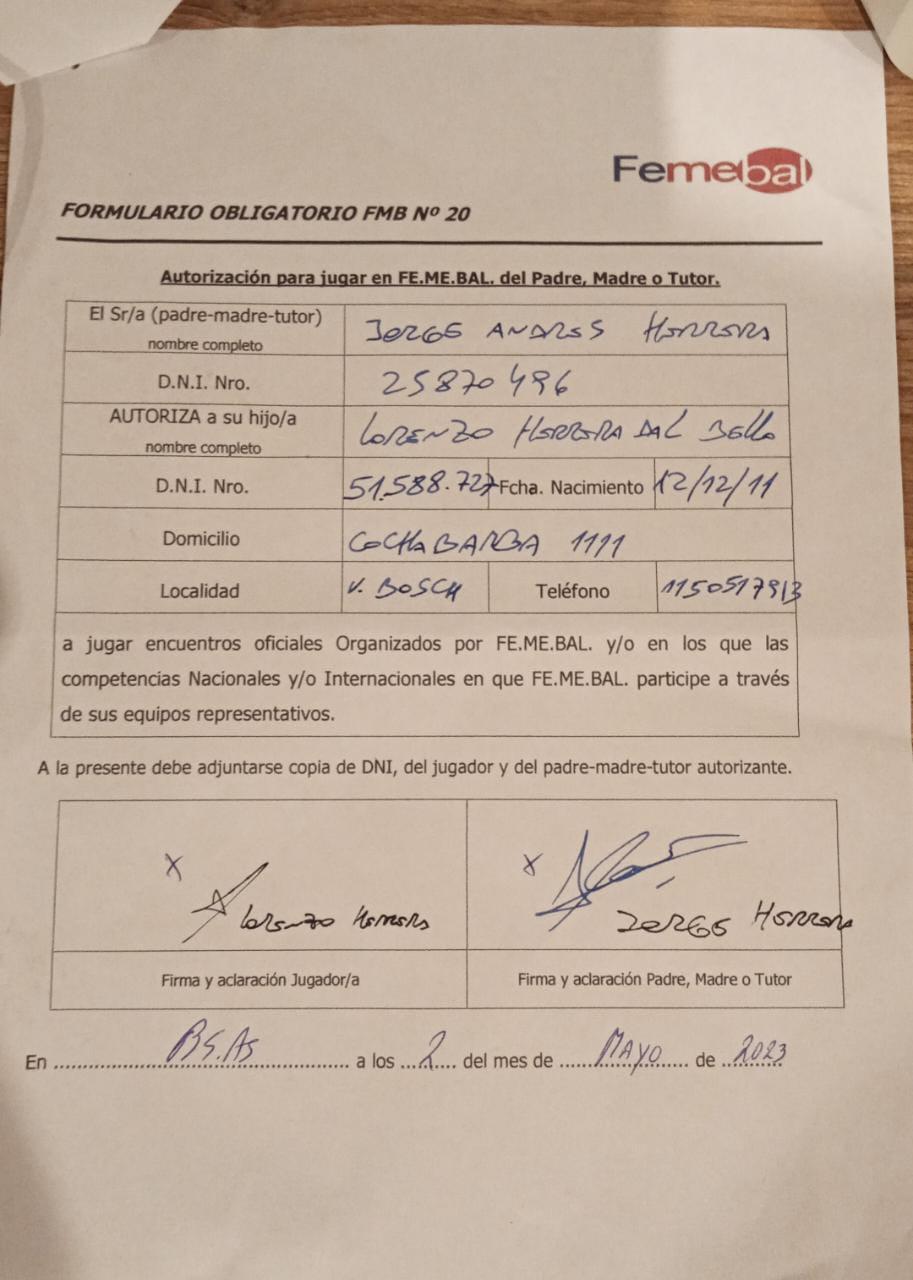 Femebal
FORMULARIO OBLIGATORIO FMB Nº 20
Autorización para jugar en FE.ME.BAL. del Padre, Madre o Tutor.
El Sr/a (padre-madre-tutor) nombre completo JORGE ANDRES HERRERA
D.N.I. Nro. 25870496
AUTORIZA a su hijo/a nombre completo LORENZO HERRERA DAL BELLO
D.N.I. Nro. 51.588.727 Fcha. Nacimiento 12/12/11
Domicilio COCHABAMBA 1111
Localidad V. BOSCH Teléfono 1150517913
a jugar encuentros oficiales Organizados por FE.ME.BAL. y/o en los que las
competencias Nacionales y/o Internacionales en que FE.ME.BAL. participe a través
de sus equipos representativos.
A la presente debe adjuntarse copia de DNI, del jugador y del padre-madre-tutor autorizante.
X X
Lorenzo Herrera JORGE HERRERA
Firma y aclaración Jugador/a Firma y aclaración Padre, Madre o Tutor
En BS.AS a los 2 del mes de MAYO de 2023